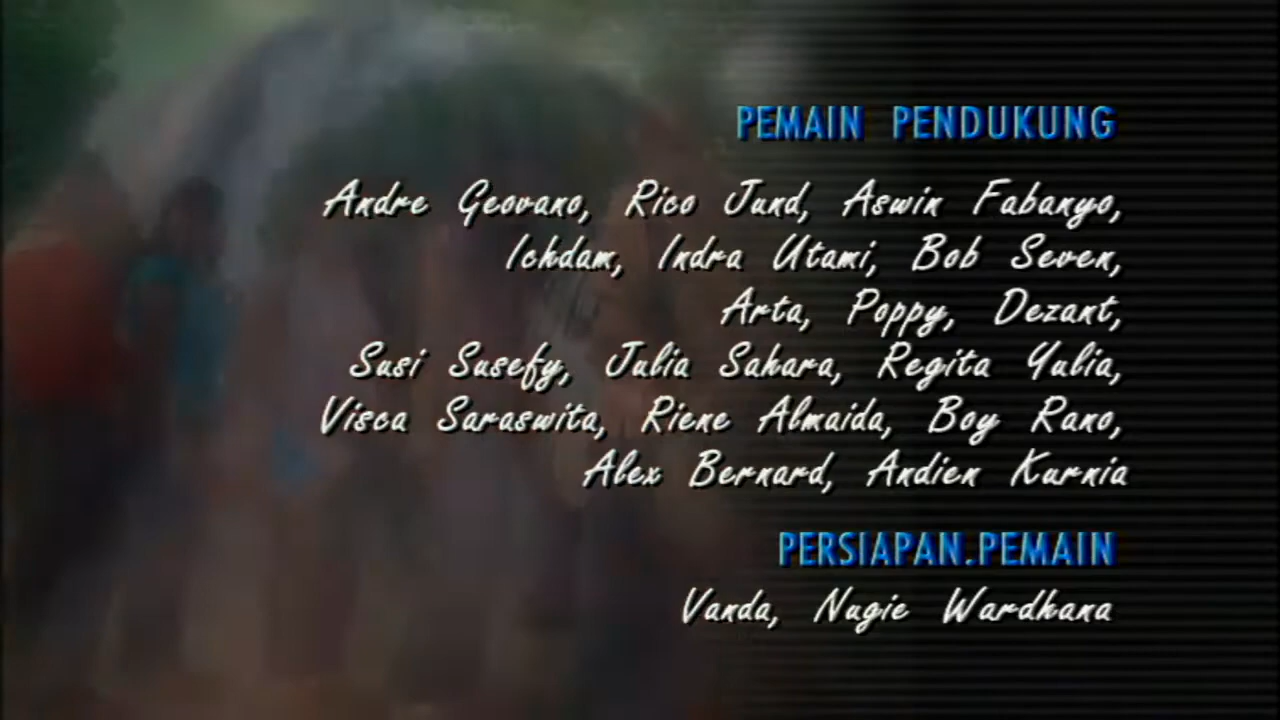 PEMAIN PENDUKUNG
Andre Geovano, Rico Jund, Aswin Fabanyo,
Ichdam, Indra Utami, Bob Seven,
Arta, Poppy, Dezant,
Susi Susefy, Julia Sahara, Regita Yulia,
Visca Saraswita, Riene Almaida, Boy Rano,
Alex Bernard, Andien Kurnia
PERSIAPAN.PEMAIN
Vanda, Nugie Wardhana